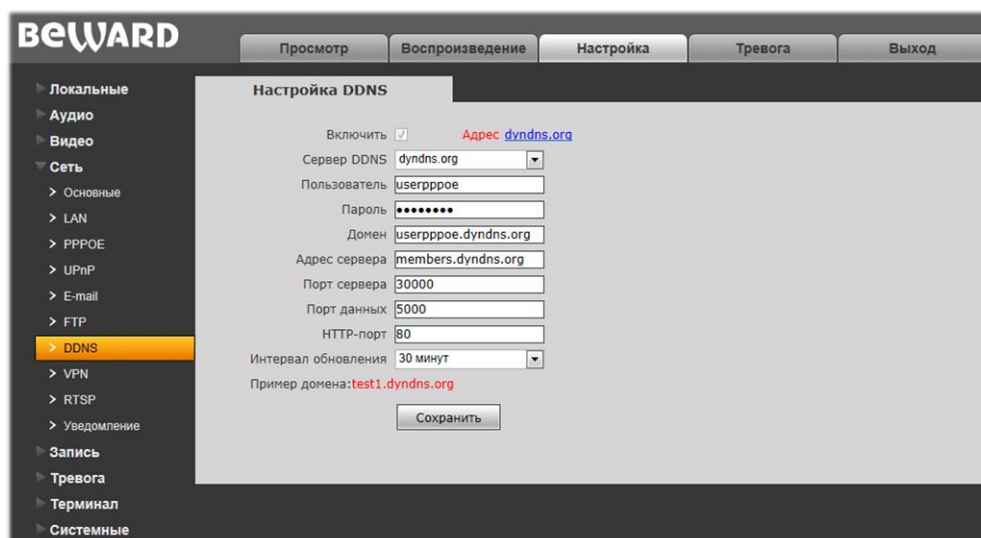 BEWARD
Просмотр Воспроизведение Настройка Тревога Выход
Локальные
Аудио
Видео
Сеть
> Основные
> LAN
> PPPOE
> UPnP
> E-mail
> FTP
> DDNS
> VPN
> RTSP
> Уведомление
Запись
Тревога
Терминал
Системные
Настройка DDNS
Включить Адрес dyndns.org
Сервер DDNS dyndns.org
Пользователь userpppoe
Пароль ••••••••
Домен userpppoe.dyndns.org
Адрес сервера members.dyndns.org
Порт сервера 30000
Порт данных 5000
HTTP-порт 80
Интервал обновления 30 минут
Пример домена:test1.dyndns.org
Сохранить